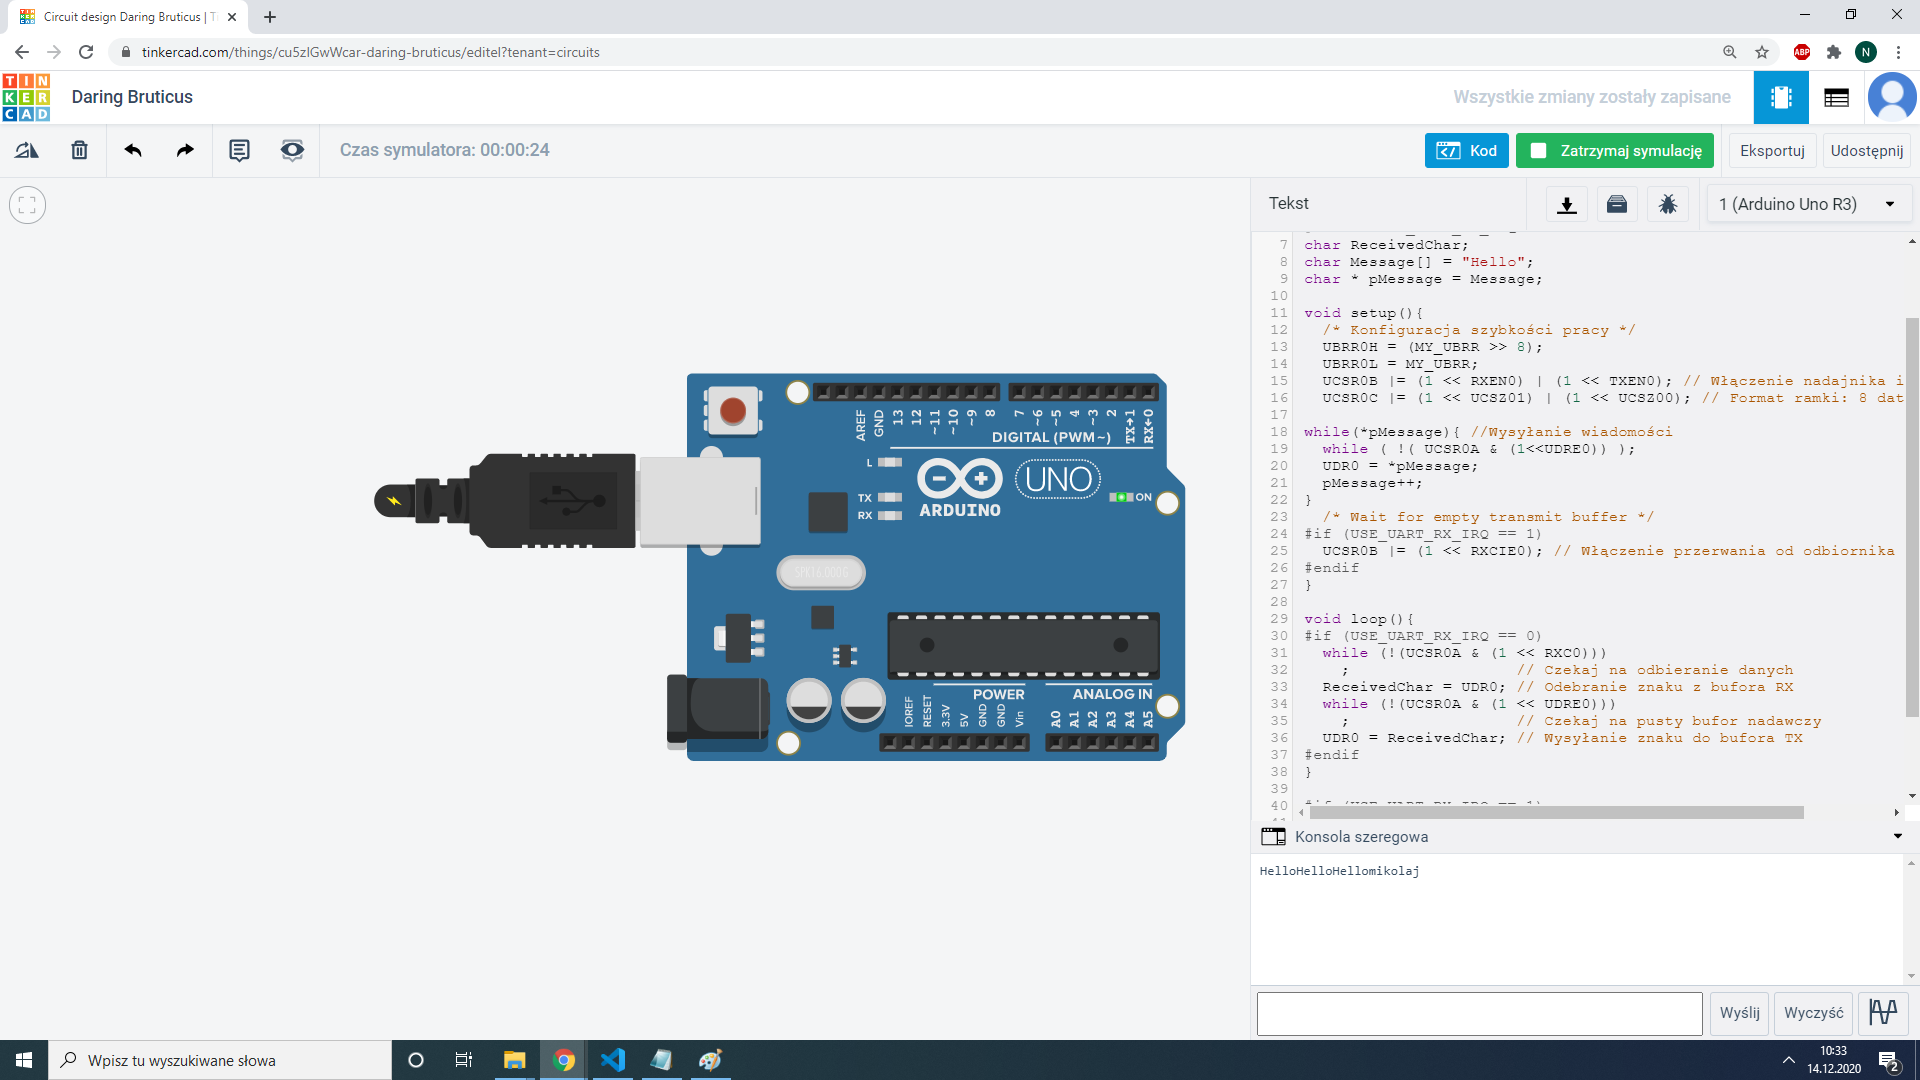 Circuit design Daring Bruticus | T
tinkercad.com/things/cu5zlGwWcar-daring-bruticus/editel?tenant=circuits
ABP
N
TIN
KER
CAD
Daring Bruticus
Wszystkie zmiany zostały zapisane
Czas symulatora: 00:00:24
Kod
Zatrzymaj symulację
Eksportuj
Udostępnij
Tekst
1 (Arduino Uno R3)
7 char ReceivedChar;
8 char Message[] = "Hello";
9 char * pMessage = Message;
10
11 void setup(){
12 /* Konfiguracja szybkości pracy */
13 UBRR0H = (MY_UBRR >> 8);
14 UBRR0L = MY_UBRR;
15 UCSR0B |= (1 << RXEN0) | (1 << TXEN0); // Włączenie nadajnika i
16 UCSR0C |= (1 << UCSZ01) | (1 << UCSZ00); // Format ramki: 8 dat
17
18 while(*pMessage){ //Wysyłanie wiadomości
19 while ( !( UCSR0A & (1<<UDRE0)) );
20 UDR0 = *pMessage;
21 pMessage++;
22 }
23 /* Wait for empty transmit buffer */
24 #if (USE_UART_RX_IRQ == 1)
25 UCSR0B |= (1 << RXCIE0); // Włączenie przerwania od odbiornika
26 #endif
27 }
28
29 void loop(){
30 #if (USE_UART_RX_IRQ == 0)
31 while (!(UCSR0A & (1 << RXC0)))
32 ; // Czekaj na odbieranie danych
33 ReceivedChar = UDR0; // Odebranie znaku z bufora RX
34 while (!(UCSR0A & (1 << UDRE0)))
35 ; // Czekaj na pusty bufor nadawczy
36 UDR0 = ReceivedChar; // Wysyłanie znaku do bufora TX
37 #endif
38 }
39
40 #if (USE_UART_RX_IRQ == 1)
AREF
GND
13
12
~11
~10
~9
8
7
~6
~5
4
~3
2
TX→1
RX←0
DIGITAL (PWM~)
L
TX
RX
ARDUINO
UNO
ON
SPK16.000G
POWER
ANALOG IN
IOREF
RESET
3.3V
5V
GND
GND
Vin
A0
A1
A2
A3
A4
A5
Konsola szeregowa
HelloHelloHellomikolaj
Wyślij
Wyczyść
Wpisz tu wyszukiwane słowa
10:33
14.12.2020
2